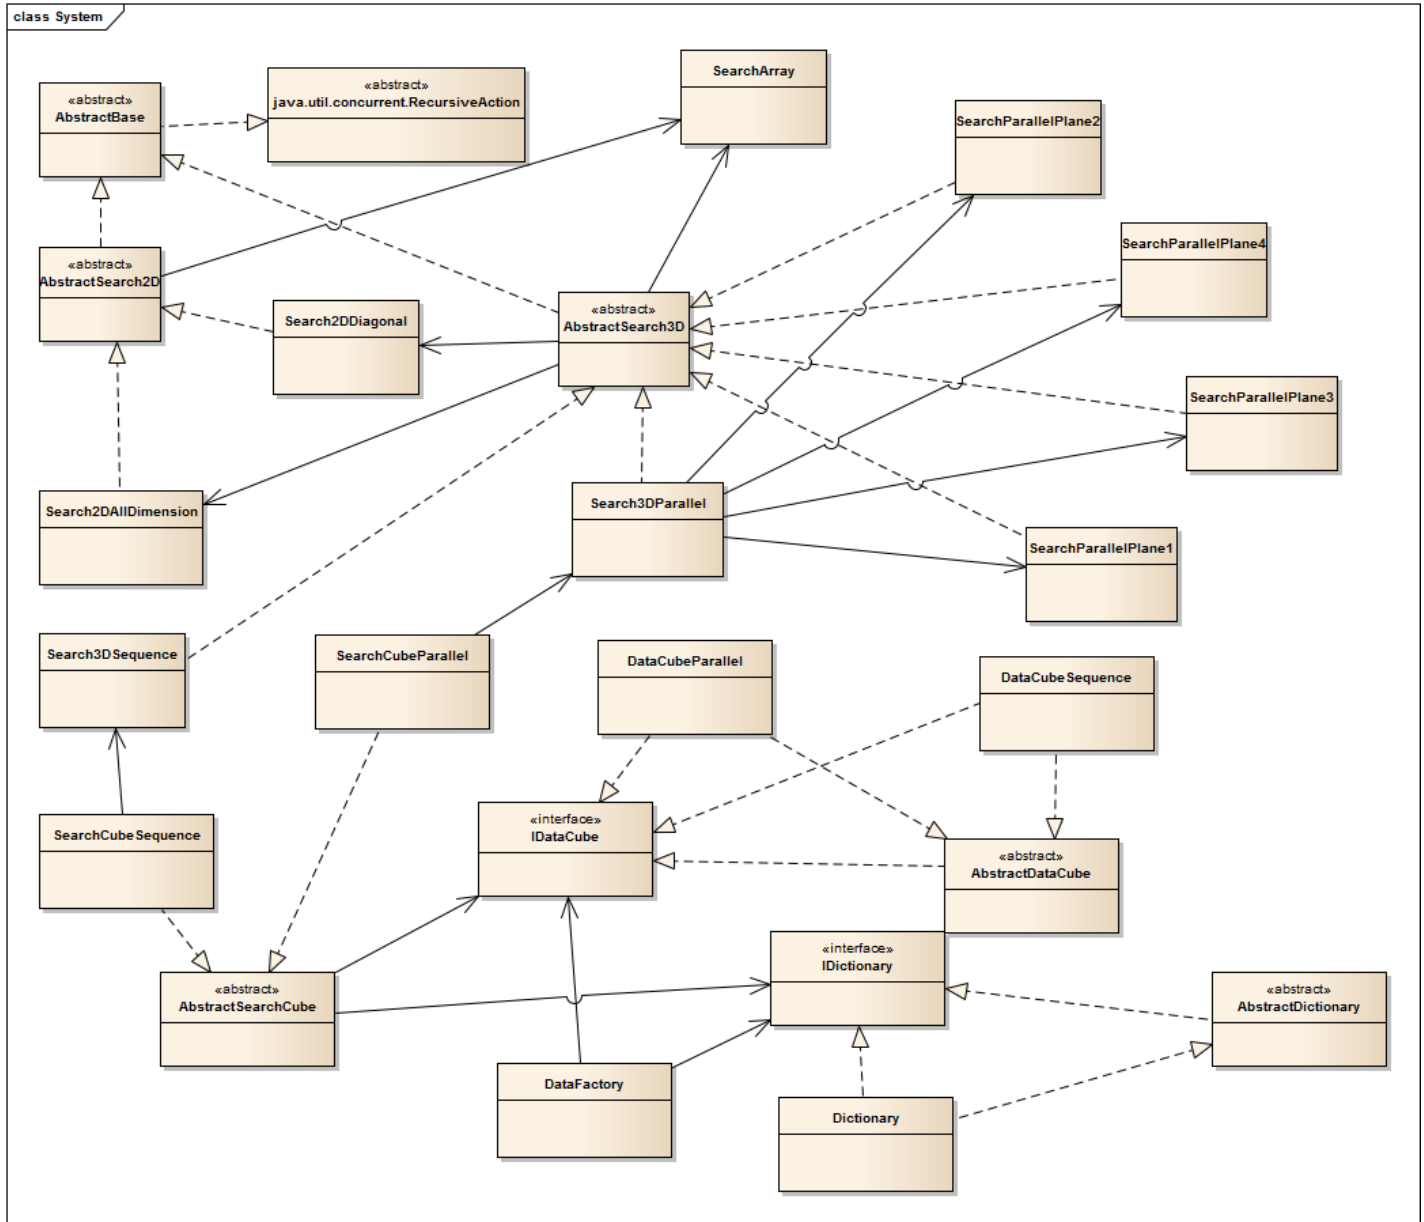 class System
«abstract»
AbstractBase
«abstract»
java.util.concurrent.RecursiveAction
SearchArray
SearchParallelPlane2
«abstract»
AbstractSearch2D
SearchParallelPlane4
Search2DDiagonal
«abstract»
AbstractSearch3D
SearchParallelPlane3
Search2DAllDimension
Search3DParallel
SearchParallelPlane1
Search3DSequence
SearchCubeParallel
DataCubeParallel
DataCubeSequence
SearchCubeSequence
«interface»
IDataCube
«abstract»
AbstractDataCube
«interface»
IDictionary
«abstract»
AbstractSearchCube
«abstract»
AbstractDictionary
DataFactory
Dictionary